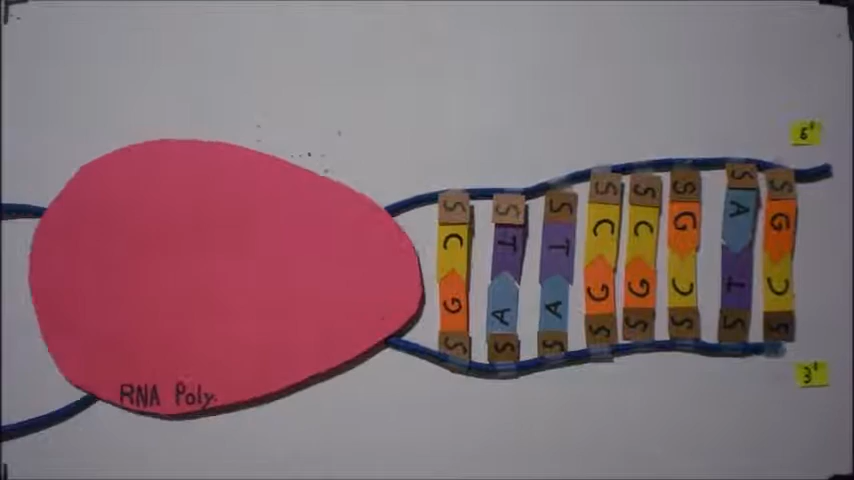 5'
S S S S S S S S
C T T C C G A G
G A A G G C T C
S S S S S S S S
3'
RNA Poly.